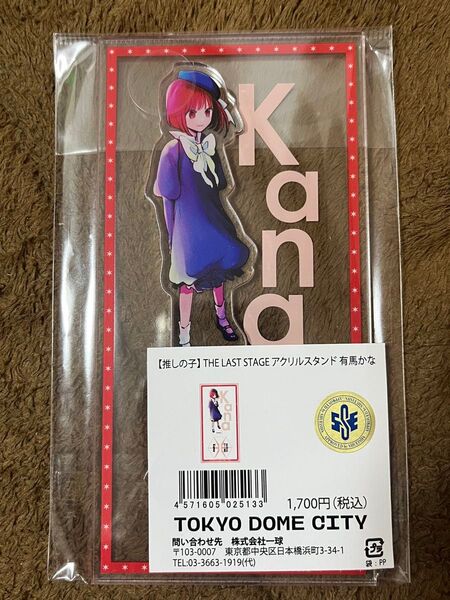 Kana
【推しの子】THE LAST STAGE アクリルスタンド 有馬かな
Kana
4 571605 025133
1,700円(税込)
TOKYO DOME CITY
問い合わせ先 株式会社一球
〒103-0007 東京都中央区日本橋浜町3-34-1
TEL:03-3663-1919(代)
プラ
袋:PP